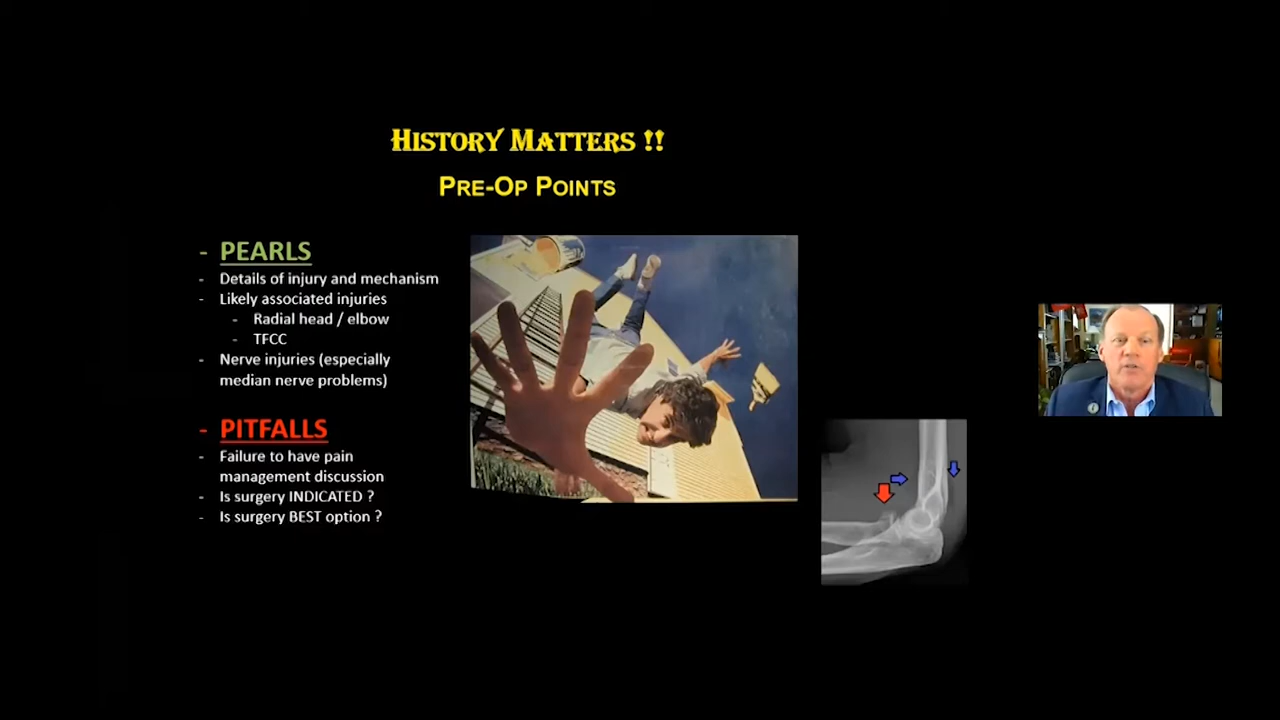 HISTORY MATTERS !!
PRE-OP POINTS
- PEARLS
- Details of injury and mechanism
- Likely associated injuries
- Radial head / elbow
- TFCC
- Nerve injuries (especially
median nerve problems)
- PITFALLS
- Failure to have pain
management discussion
- Is surgery INDICATED ?
- Is surgery BEST option ?